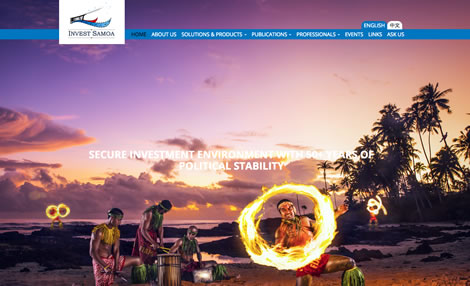 INVEST SAMOA
ENGLISH 中文
HOME ABOUT US SOLUTIONS & PRODUCTS PUBLICATIONS PROFESSIONALS EVENTS LINKS ASK US
SECURE INVESTMENT ENVIRONMENT WITH 50+ YEARS OF
POLITICAL STABILITY